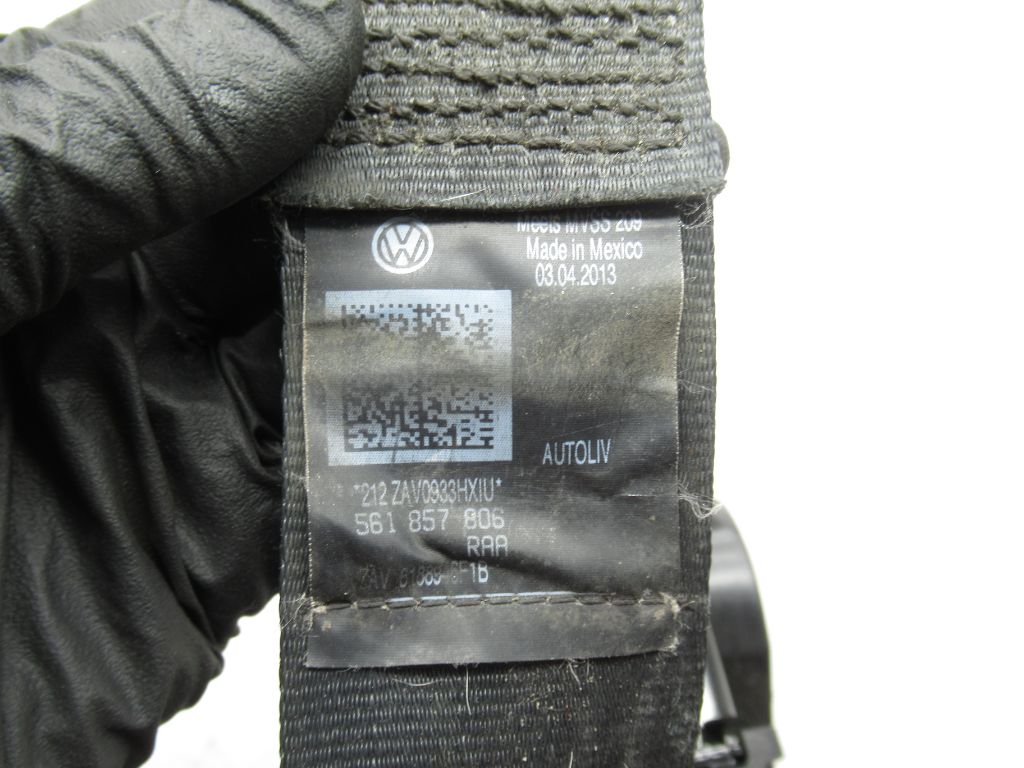 Meets MVSS 209
Made in Mexico
03.04.2013
AUTOLIV
*212 ZAV0933HXIU*
561 857 806
RAA